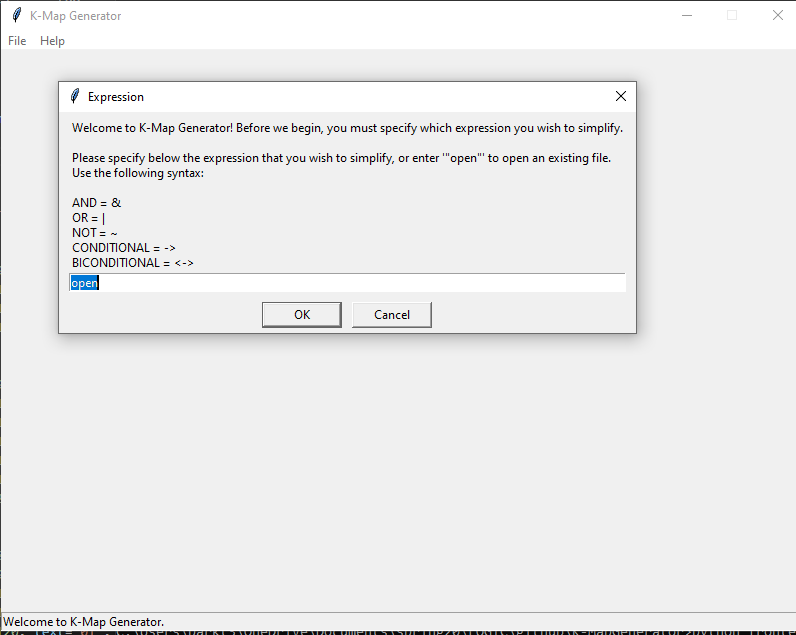 K-Map Generator
File Help
Expression
Welcome to K-Map Generator! Before we begin, you must specify which expression you wish to simplify.
Please specify below the expression that you wish to simplify, or enter '"open"' to open an existing file.
Use the following syntax:
AND = &
OR = |
NOT = ~
CONDITIONAL = ->
BICONDITIONAL = <->
open
OK Cancel
Welcome to K-Map Generator.